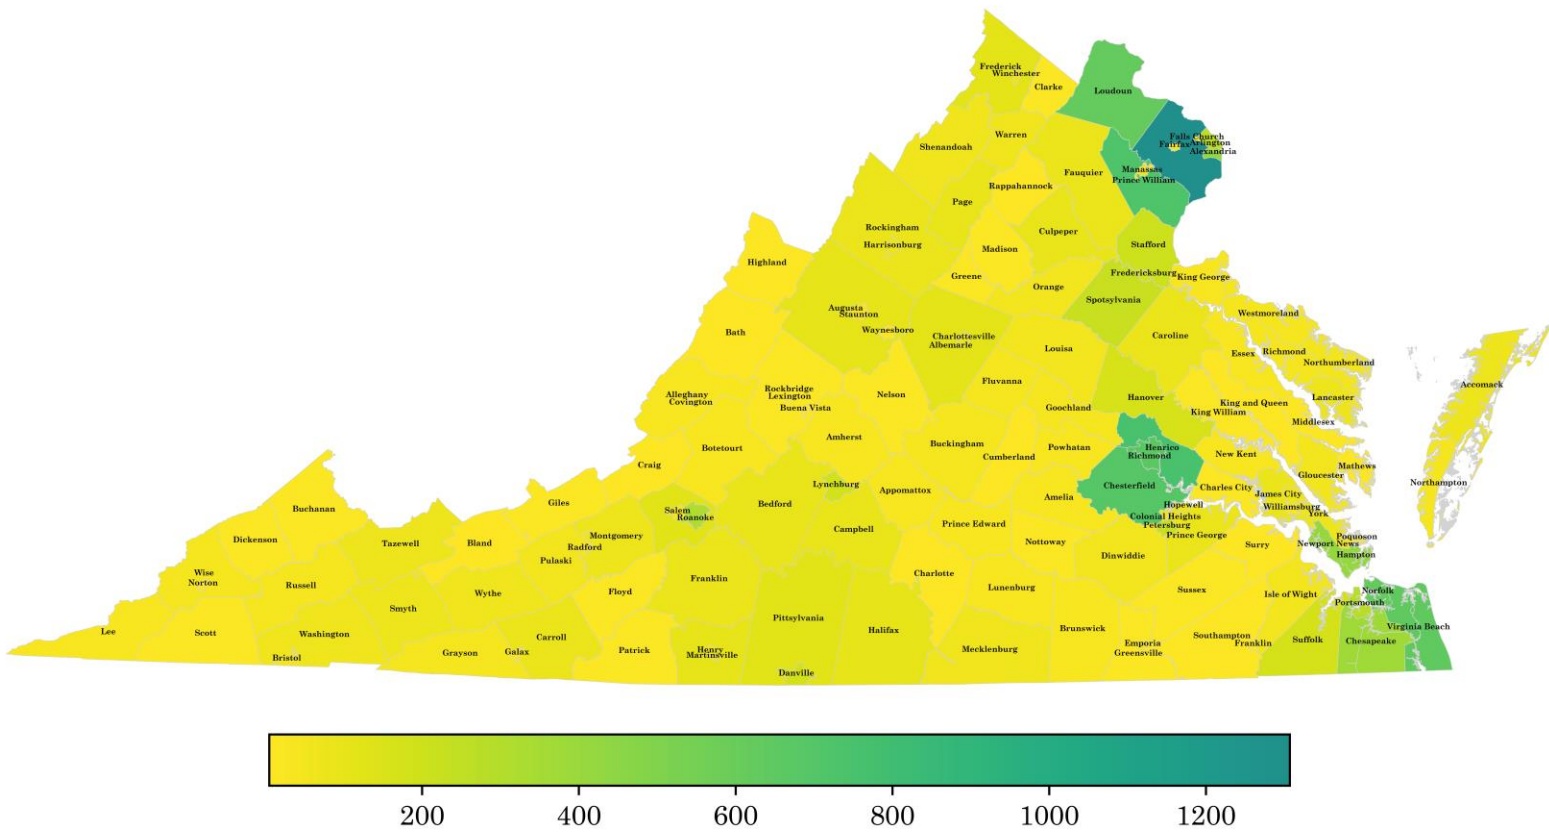 Frederick
Winchester
Clarke
Loudoun
Falls Church
Fairfax
Arlington
Alexandria
Warren
Shenandoah
Manassas
Prince William
Fauquier
Rappahannock
Page
Rockingham
Harrisonburg
Culpeper
Madison
Stafford
Highland
Greene
Fredericksburg
King George
Orange
Spotsylvania
Augusta
Staunton
Waynesboro
Westmoreland
Bath
Charlottesville
Albemarle
Caroline
Louisa
Essex
Richmond
Northumberland
Accomack
Fluvanna
Rockbridge
Lexington
Buena Vista
Nelson
Alleghany
Covington
Hanover
Lancaster
Goochland
King and Queen
King William
Middlesex
Amherst
Buckingham
Botetourt
Powhatan
Henrico
Richmond
Cumberland
New Kent
Craig
Mathews
Gloucester
Northampton
Lynchburg
Chesterfield
Appomattox
Charles City
James City
Amelia
Giles
Bedford
Hopewell
Williamsburg
Buchanan
Salem
Roanoke
York
Colonial Heights
Petersburg
Prince Edward
Campbell
Prince George
Montgomery
Radford
Poquoson
Newport News
Hampton
Dickenson
Tazewell
Bland
Nottoway
Surry
Dinwiddie
Pulaski
Wise
Norton
Charlotte
Franklin
Russell
Lunenburg
Sussex
Wythe
Floyd
Isle of Wight
Norfolk
Portsmouth
Smyth
Pittsylvania
Virginia Beach
Lee
Scott
Washington
Halifax
Brunswick
Carroll
Southampton
Franklin
Suffolk
Chesapeake
Emporia
Greensville
Mecklenburg
Patrick
Henry
Martinsville
Grayson
Galax
Bristol
Danville
200 400 600 800 1000 1200